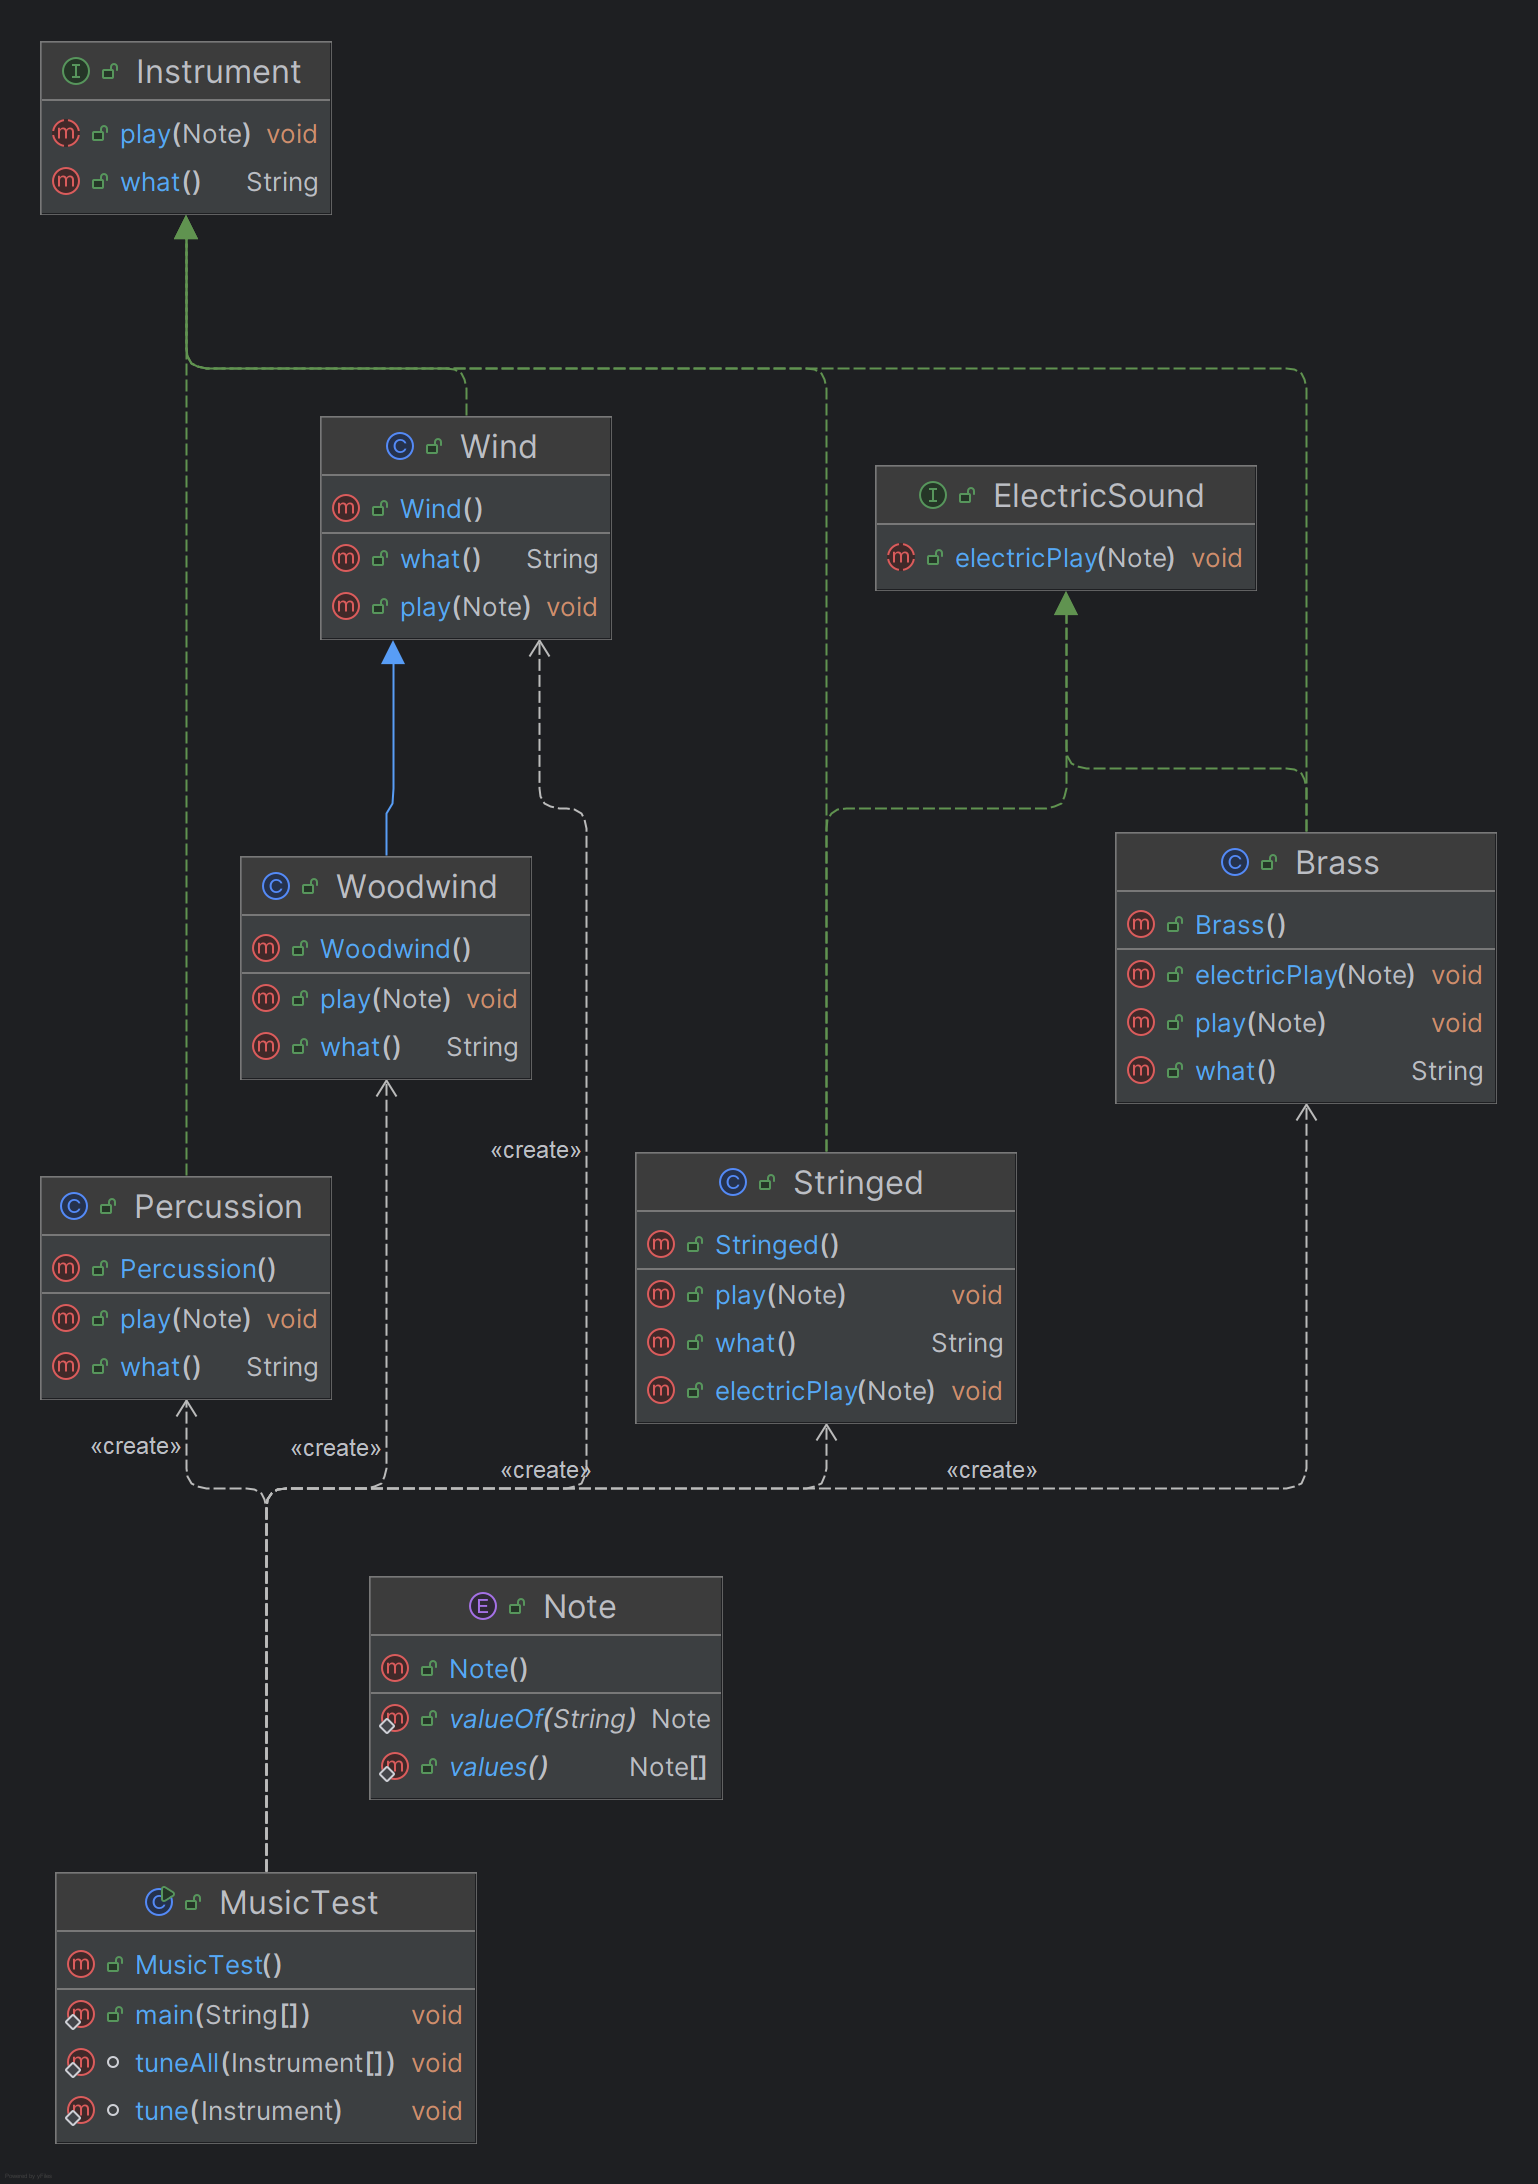 Instrument
play(Note) void
what() String
Wind
Wind()
what() String
play(Note) void
ElectricSound
electricPlay(Note) void
Woodwind
Woodwind()
play(Note) void
what() String
Brass
Brass()
electricPlay(Note) void
play(Note) void
what() String
«create»
Percussion
Percussion()
play(Note) void
what() String
Stringed
Stringed()
play(Note) void
what() String
electricPlay(Note) void
«create»
«create»
«create»
«create»
Note
Note()
valueOf(String) Note
values() Note[]
MusicTest
MusicTest()
main(String[]) void
tuneAll(Instrument[]) void
tune(Instrument) void
Powered by yFiles